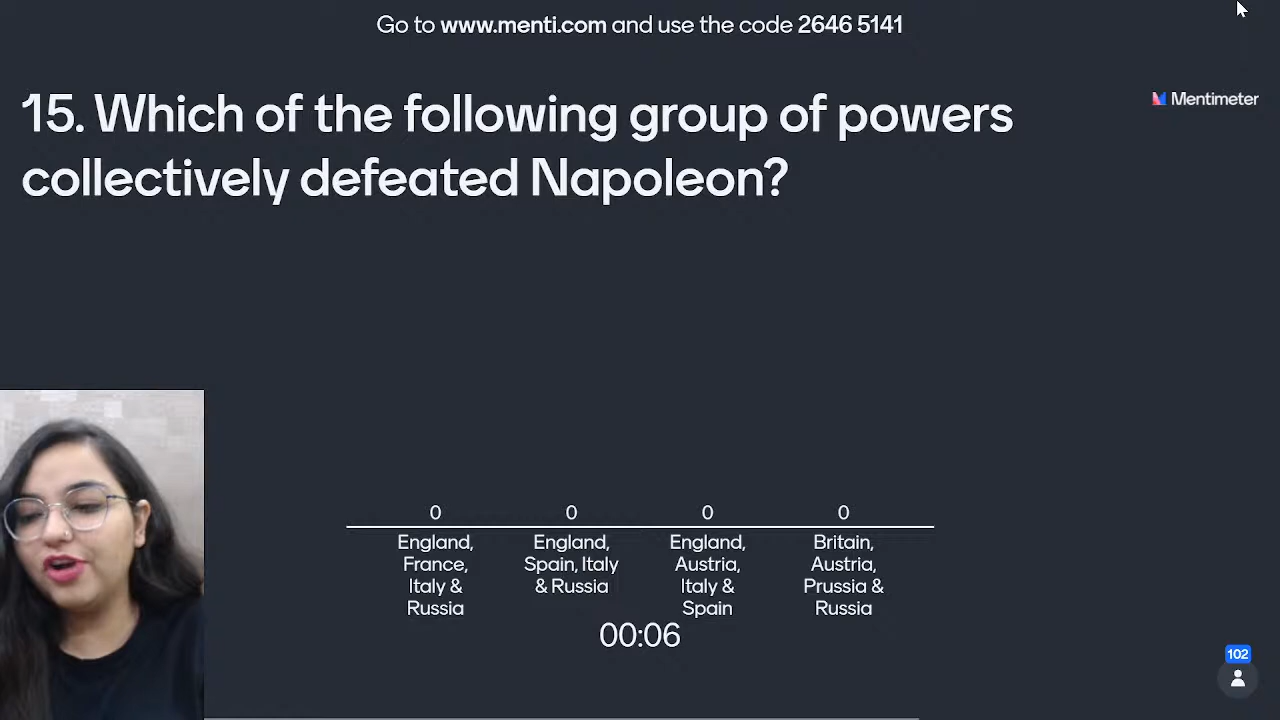 Go to www.menti.com and use the code 2646 5141
Mentimeter
15. Which of the following group of powers
collectively defeated Napoleon?
0
0
0
0
England,
France,
Italy &
Russia
England,
Spain, Italy
& Russia
England,
Austria,
Italy &
Spain
Britain,
Austria,
Prussia &
Russia
00:06
102